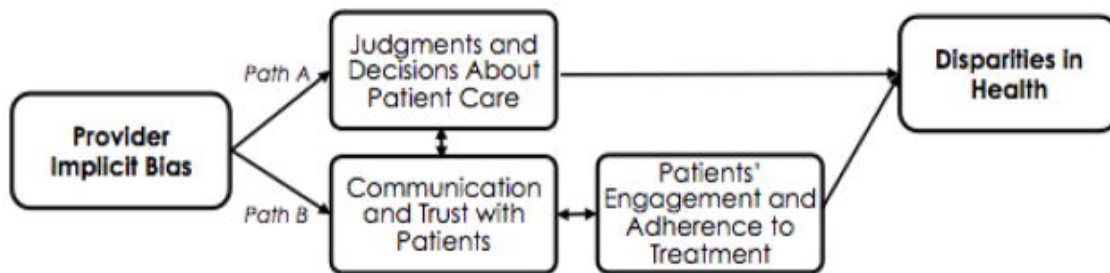 Provider
Implicit Bias
Path A
Path B
Judgments and
Decisions About
Patient Care
Communication
and Trust with
Patients
Patients'
Engagement and
Adherence to
Treatment
Disparities in
Health